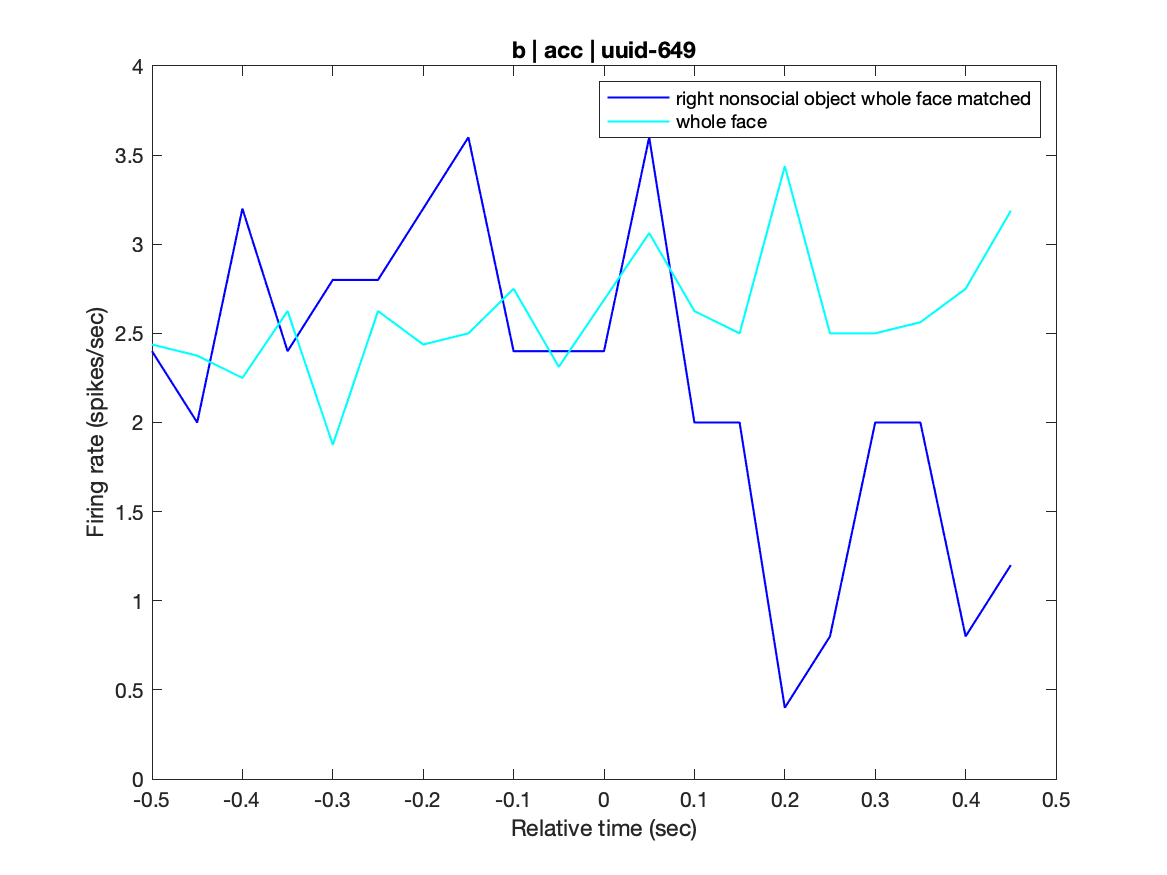 b | acc | uuid-649
right nonsocial object whole face matched
whole face
4
3.5
3
2.5
2
1.5
1
0.5
0
Firing rate (spikes/sec)
-0.5 -0.4 -0.3 -0.2 -0.1 0 0.1 0.2 0.3 0.4 0.5
Relative time (sec)